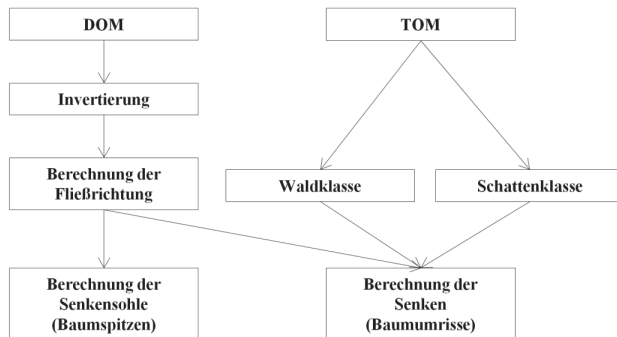 DOM
TOM
Invertierung
Berechnung der
Fließrichtung
Waldklasse
Schattenklasse
Berechnung der
Senkensohle
(Baumspitzen)
Berechnung der
Senken
(Baumumrisse)